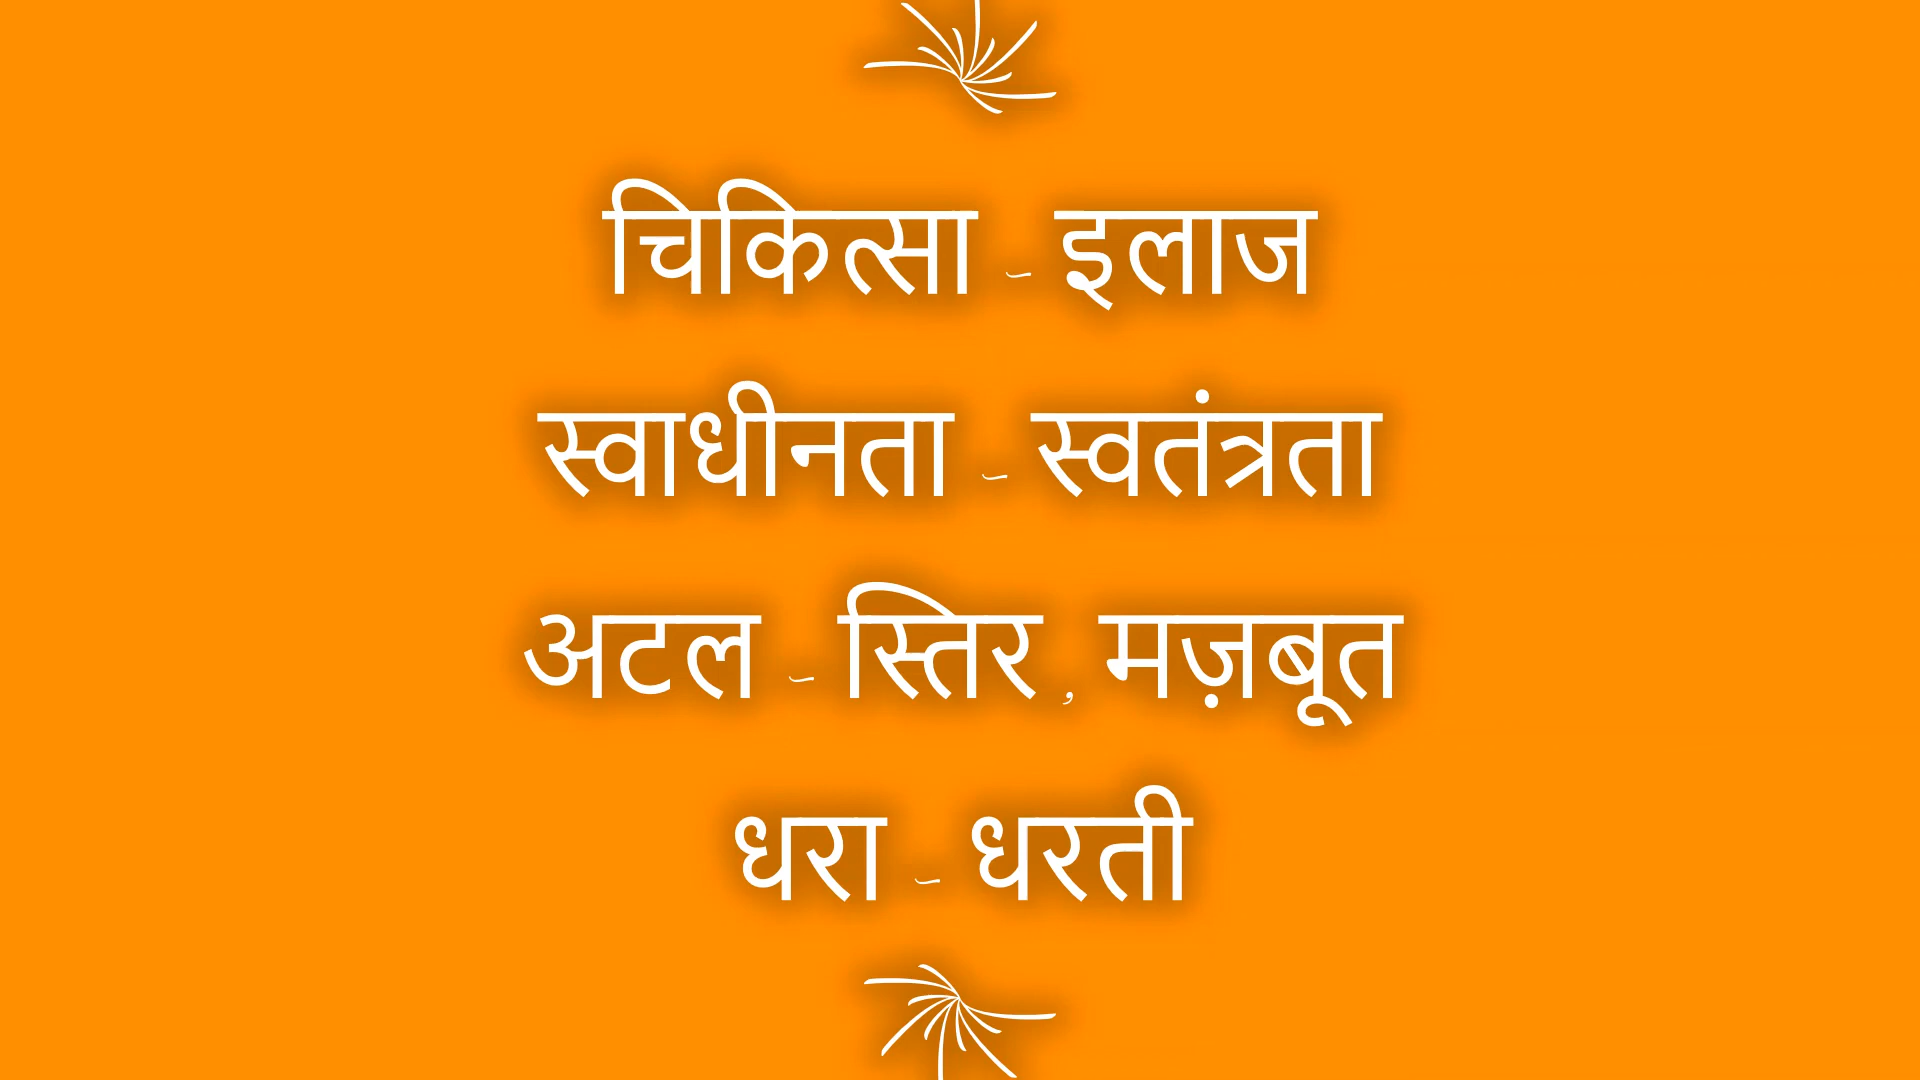 चिकित्सा - इलाज
स्वाधीनता - स्वतंत्रता
अटल - स्तिर , मज़बूत
धरा - धरती